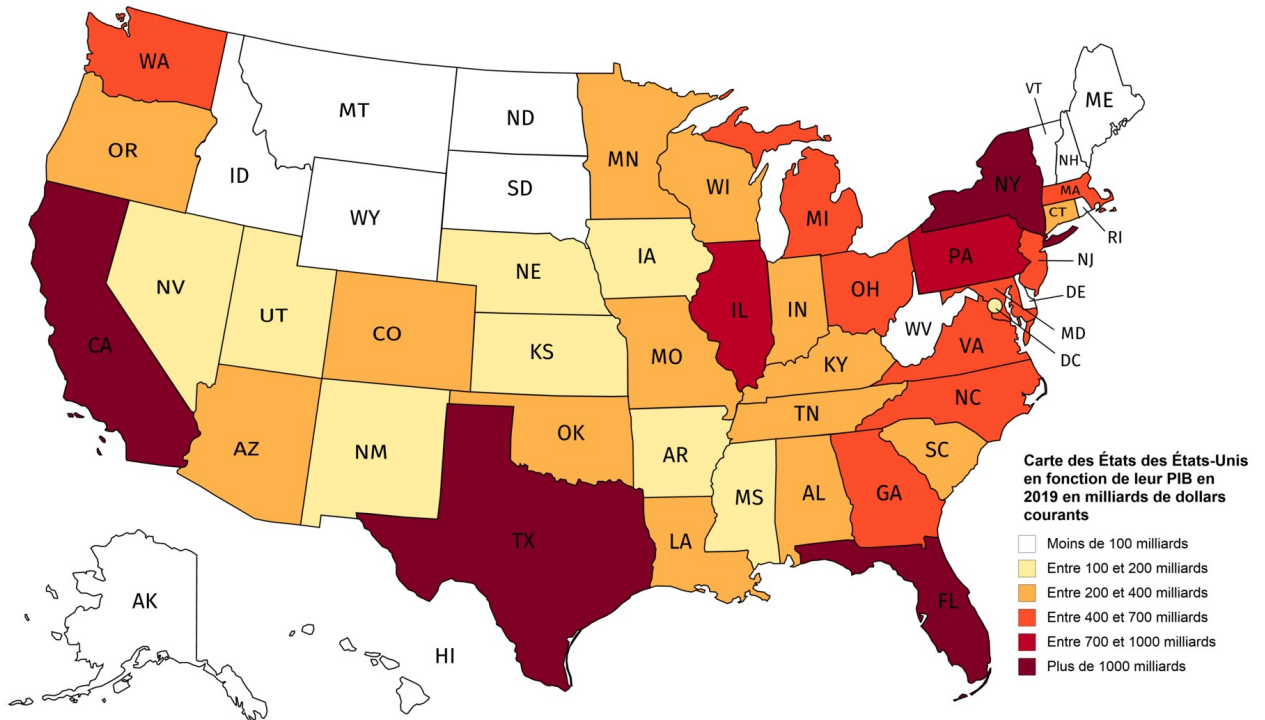 WA
MT
ND
MN
ME
VT
OR
ID
SD
WI
NH
WY
MI
NY
MA
CT
RI
NV
UT
NE
IA
PA
NJ
CO
IL
IN
OH
DE
CA
KS
MO
WV
MD
VA
DC
KY
AZ
NM
OK
TN
NC
AR
SC
MS
AL
GA
TX
LA
FL
AK
HI
Carte des États des États-Unis
en fonction de leur PIB en
2019 en milliards de dollars
courants
Moins de 100 milliards
Entre 100 et 200 milliards
Entre 200 et 400 milliards
Entre 400 et 700 milliards
Entre 700 et 1000 milliards
Plus de 1000 milliards